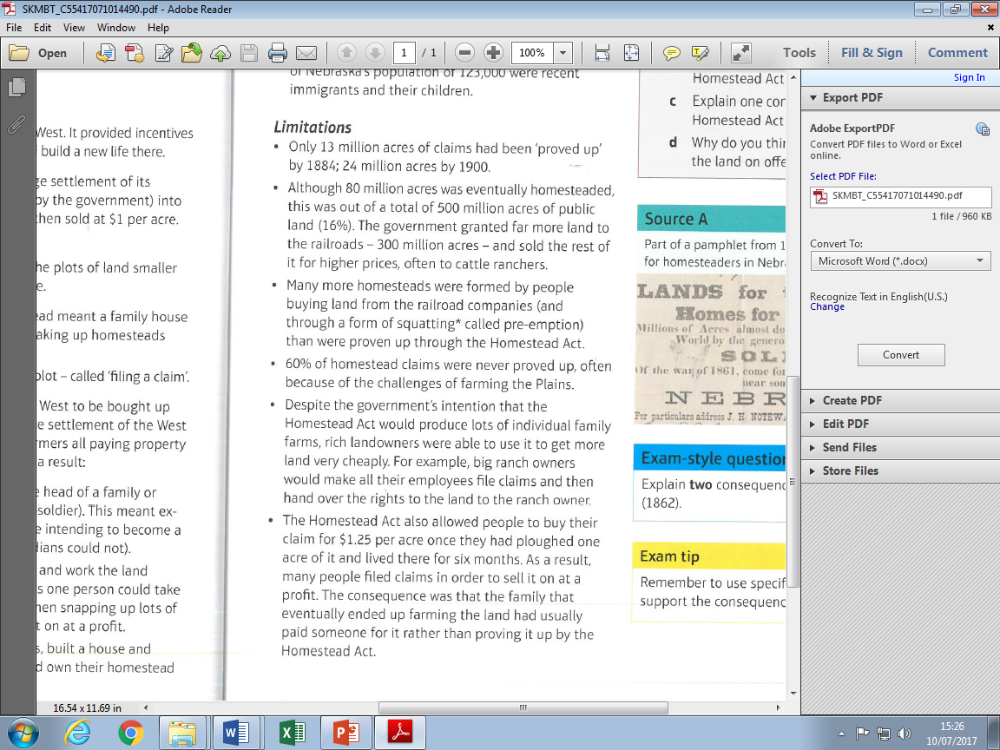 SKMBT_C55417071014490.pdf - Adobe Reader
File Edit View Window Help
Open 1 / 1 100% Tools Fill & Sign Comment
Sign In
of Nebraska's population of 123,000 were recent
immigrants and their children.
Limitations
• Only 13 million acres of claims had been 'proved up'
by 1884; 24 million acres by 1900.
• Although 80 million acres was eventually homesteaded,
this was out of a total of 500 million acres of public
land (16%). The government granted far more land to
the railroads – 300 million acres – and sold the rest of
it for higher prices, often to cattle ranchers.
• Many more homesteads were formed by people
buying land from the railroad companies (and
through a form of squatting* called pre-emption)
than were proven up through the Homestead Act.
• 60% of homestead claims were never proved up, often
because of the challenges of farming the Plains.
• Despite the government's intention that the
Homestead Act would produce lots of individual family
farms, rich landowners were able to use it to get more
land very cheaply. For example, big ranch owners
would make all their employees file claims and then
hand over the rights to the land to the ranch owner.
• The Homestead Act also allowed people to buy their
claim for $1.25 per acre once they had ploughed one
acre of it and lived there for six months. As a result,
many people filed claims in order to sell it on at a
profit. The consequence was that the family that
eventually ended up farming the land had usually
paid someone for it rather than proving it up by the
Homestead Act.
West. It provided incentives
build a new life there.
ge settlement of its
by the government) into
then sold at $1 per acre.
he plots of land smaller
e.
ead meant a family house
aking up homesteads
plot – called 'filing a claim'.
West to be bought up
e settlement of the West
rmers all paying property
a result:
e head of a family or
soldier). This meant ex-
e intending to become a
dians could not).
and work the land
s one person could take
men snapping up lots of
t on at a profit.
s, built a house and
d own their homestead
Homestead Act
c Explain one con
Homestead Act
d Why do you thin
the land on offe
Source A
Part of a pamphlet from 1
for homesteaders in Nebr
LANDS for
Homes for
Millions of Acres almost do
World by the genero
SOL
Of the war of 1861, come for
near son
NEBR
For particulars address J. H. NOTEW
Exam-style question
Explain two consequenc
(1862).
Exam tip
Remember to use specif
support the consequenc
Export PDF
Adobe ExportPDF
Convert PDF files to Word or Excel
online.
Select PDF File:
SKMBT_C55417071014490.pdf
1 file / 960 KB
Convert To:
Microsoft Word (*.docx)
Recognize Text in English(U.S.)
Change
Convert
Create PDF
Edit PDF
Send Files
Store Files
16.54 x 11.69 in
15:26
10/07/2017